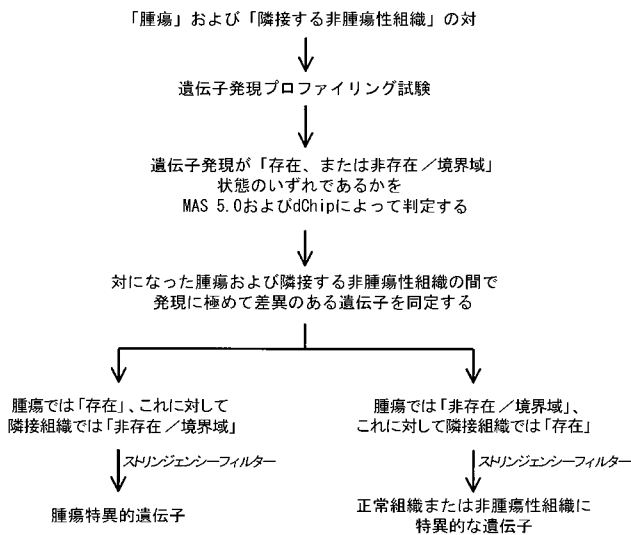 「腫瘍」および「隣接する非腫瘍性組織」の対
遺伝子発現プロファイリング試験
遺伝子発現が「存在、または非存在／境界域」
状態のいずれであるかを
MAS 5.0およびdChipによって判定する
対になった腫瘍および隣接する非腫瘍性組織の間で
発現に極めて差異のある遺伝子を同定する
腫瘍では「存在」、これに対して
隣接組織では「非存在／境界域」
ストリンジェンシーフィルター
腫瘍特異的遺伝子
腫瘍では「非存在／境界域」、
これに対して隣接組織では「存在」
ストリンジェンシーフィルター
正常組織または非腫瘍性組織に
特異的な遺伝子